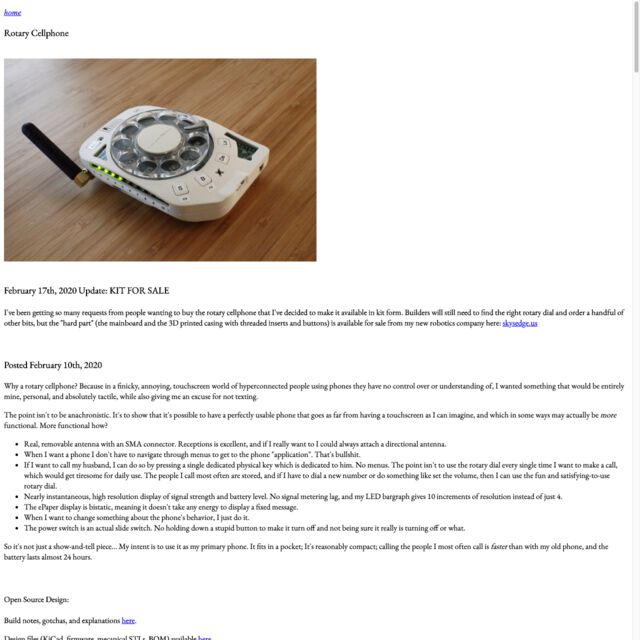 home
Rotary Cellphone
February 17th, 2020 Update: KIT FOR SALE
I've been getting so many requests from people wanting to buy the rotary cellphone that I've decided to make it available in kit form. Builders will still need to find the right rotary dial and order a handful of
other bits, but the "hard part" (the mainboard and the 3D printed casing with threaded inserts and buttons) is available for sale from my new robotics company here: skysedge.us
Posted February 10th, 2020
Why a rotary cellphone? Because in a finicky, annoying, touchscreen world of hyperconnected people using phones they have no control over or understanding of, I wanted something that would be entirely
mine, personal, and absolutely tactile, while also giving me an excuse for not texting.
The point isn't to be anachronistic. It's to show that it's possible to have a perfectly usable phone that goes as far from having a touchscreen as I can imagine, and which in some ways may actually be more
functional. More functional how?
Real, removable antenna with an SMA connector. Receptions is excellent, and if I really want to I could always attach a directional antenna.
When I want a phone I don't have to navigate through menus to get to the phone "application". That's bullshit.
If I want to call my husband, I can do so by pressing a single dedicated physical key which is dedicated to him. No menus. The point isn't to use the rotary dial every single time I want to make a call,
which would get tiresome for daily use. The people I call most often are stored, and if I have to dial a new number or do something like set the volume, then I can use the fun and satisfying-to-use
rotary dial.
Nearly instantaneous, high resolution display of signal strength and battery level. No signal metering lag, and my LED bargraph gives 10 increments of resolution instead of just 4.
The ePaper display is bistatic, meaning it doesn't take any energy to display a fixed message.
When I want to change something about the phone's behavior, I just do it.
The power switch is an actual slide switch. No holding down a stupid button to make it turn off and not being sure it really is turning off or what.
So it's not just a show-and-tell piece... My intent is to use it as my primary phone. It fits in a pocket; It's reasonably compact; calling the people I most often call is faster than with my old phone, and the
battery lasts almost 24 hours.
Open Source Design:
Build notes, gotchas, and explanations here.
Design files (KiCad, firmware, mecanical STLs, BOM) available here